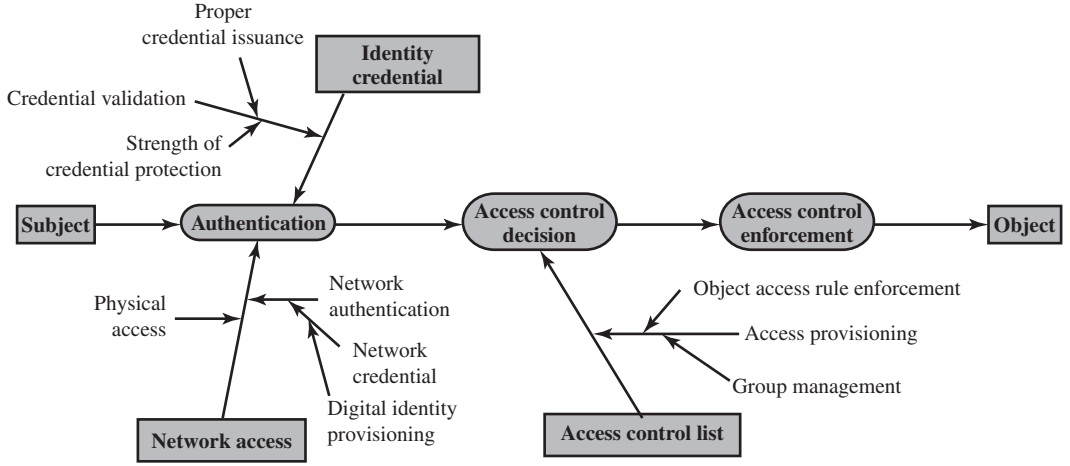 Proper
credential issuance
Identity
credential
Credential validation
Strength of
credential protection
Subject
Authentication
Access control
decision
Access control
enforcement
Object
Physical
access
Network
authentication
Network
credential
Digital identity
provisioning
Object access rule enforcement
Access provisioning
Group management
Network access
Access control list